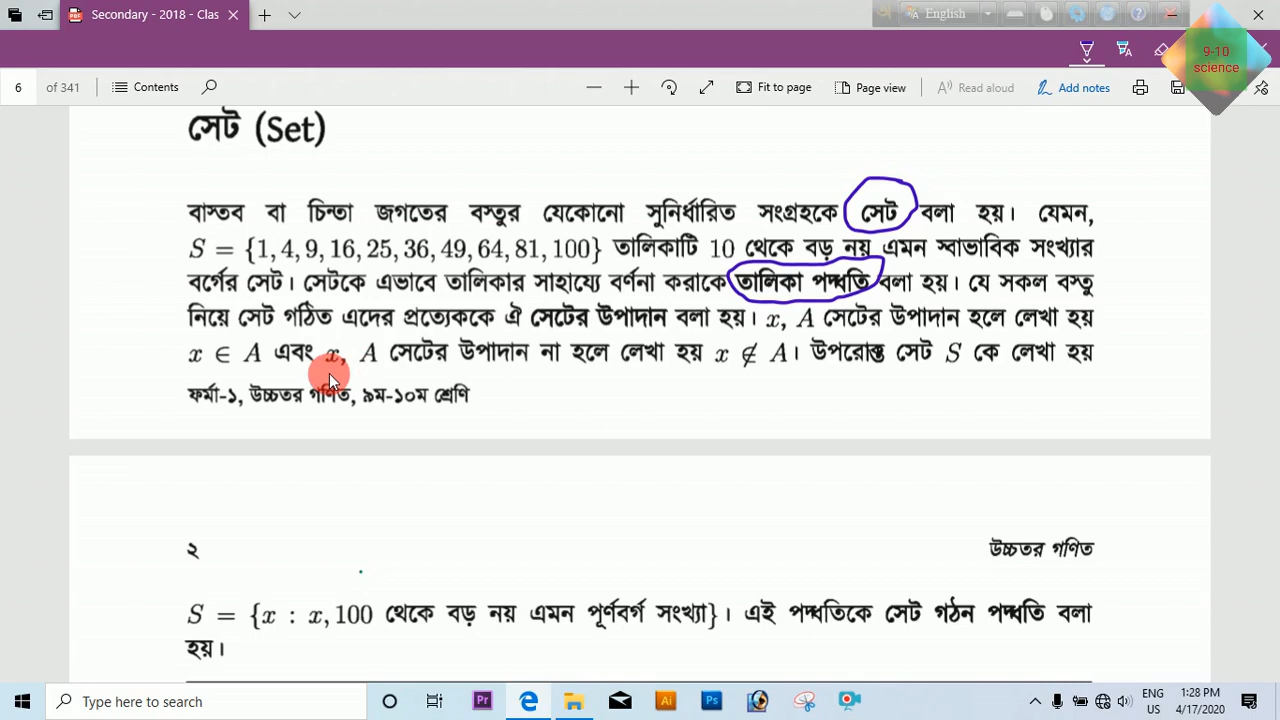 Secondary - 2018 - Clas
English
9-10
science
6 of 341 Contents Fit to page Page view Read aloud Add notes
সেট (Set)
বাস্তব বা চিন্তা জগতের বস্তুর যেকোনো সুনির্ধারিত সংগ্রহকে সেট বলা হয়। যেমন,
S = {1, 4, 9, 16, 25, 36, 49, 64, 81, 100} তালিকাটি 10 থেকে বড় নয় এমন স্বাভাবিক সংখ্যার
বর্গের সেট। সেটকে এভাবে তালিকার সাহায্যে বর্ণনা করাকে তালিকা পদ্ধতি বলা হয়। যে সকল বস্তু
নিয়ে সেট গঠিত এদের প্রত্যেককে ঐ সেটের উপাদান বলা হয়। x, A সেটের উপাদান হলে লেখা হয়
x ∈ A এবং x, A সেটের উপাদান না হলে লেখা হয় x ∉ A। উপরোক্ত সেট S কে লেখা হয়
ফর্মা-১, উচ্চতর গণিত, ৯ম-১০ম শ্রেণি
২ উচ্চতর গণিত
S = {x : x, 100 থেকে বড় নয় এমন পূর্ণবর্গ সংখ্যা}। এই পদ্ধতিকে সেট গঠন পদ্ধতি বলা
হয়।
Type here to search
ENG 1:28 PM
US 4/17/2020